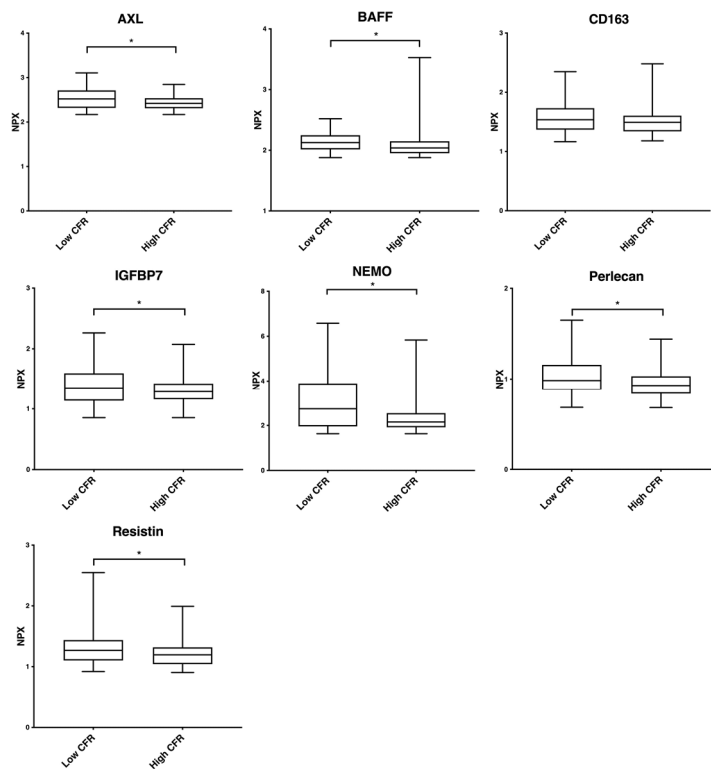 AXL
*
NPX
4
3
2
1
0
Low CFR
High CFR
BAFF
*
NPX
4
3
2
1
Low CFR
High CFR
CD163
NPX
3
2
1
0
Low CFR
High CFR
IGFBP7
*
NPX
3
2
1
0
Low CFR
High CFR
NEMO
*
NPX
8
6
4
2
0
Low CFR
High CFR
Perlecan
*
NPX
2
1
0
Low CFR
High CFR
Resistin
*
NPX
3
2
1
0
Low CFR
High CFR